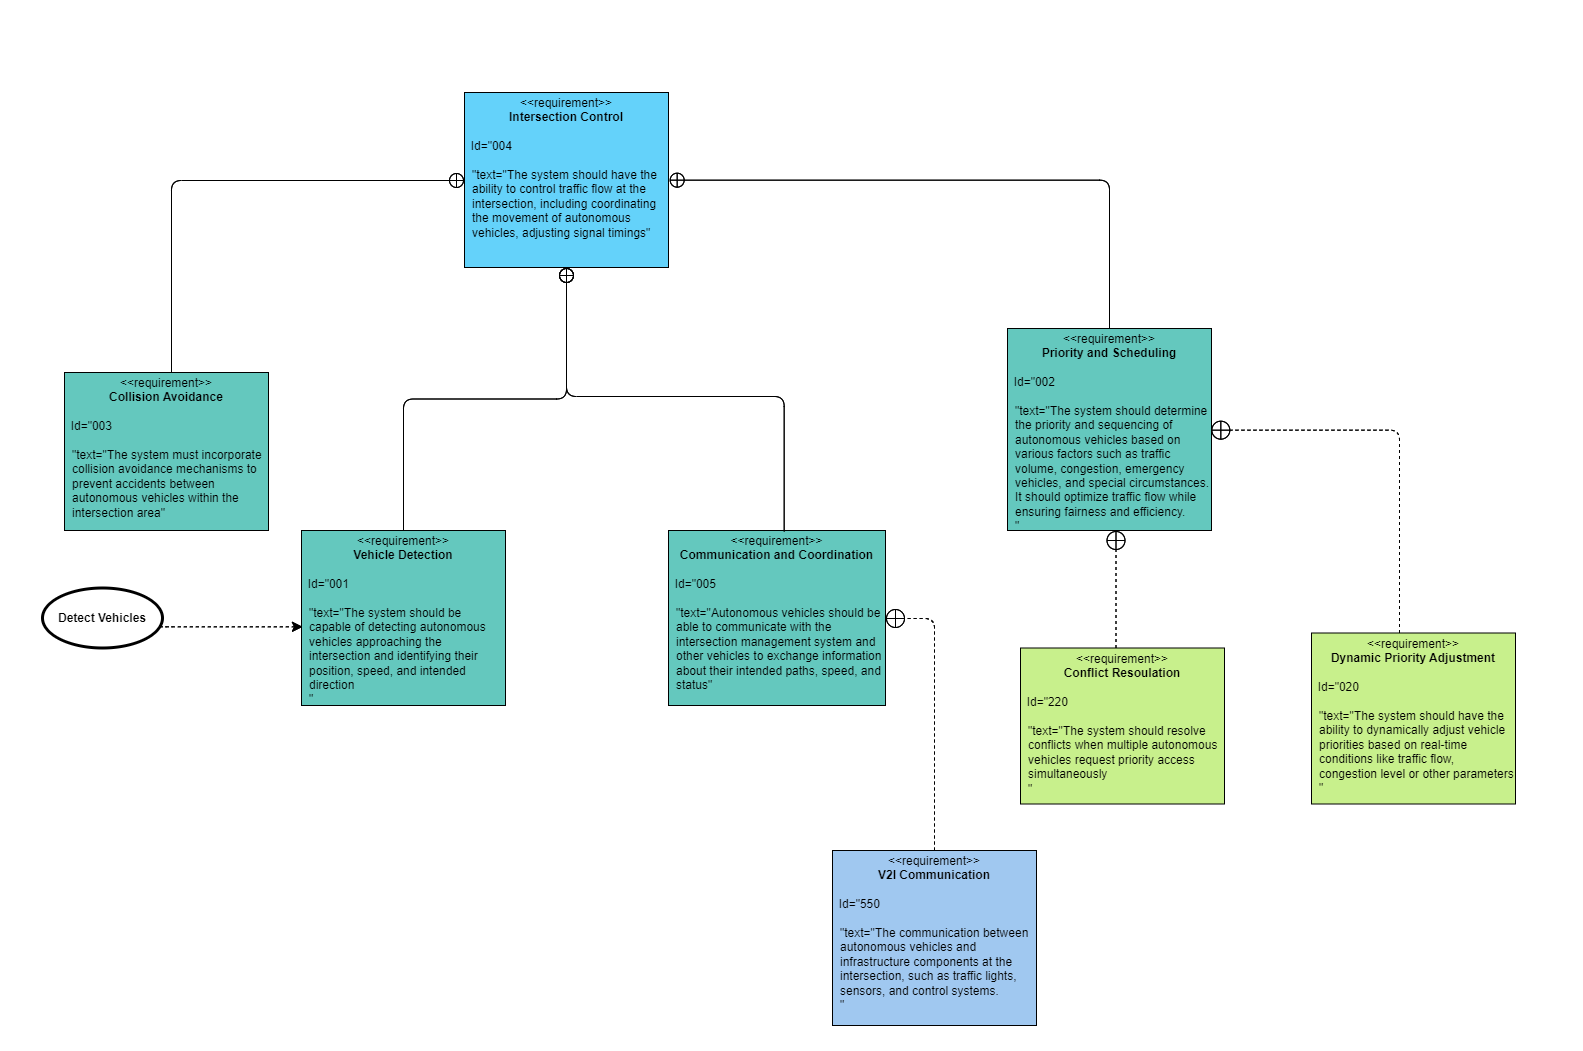 <<requirement>>
Intersection Control
Id="004
"text="The system should have the
ability to control traffic flow at the
intersection, including coordinating
the movement of autonomous
vehicles, adjusting signal timings"
<<requirement>>
Collision Avoidance
Id="003
"text="The system must incorporate
collision avoidance mechanisms to
prevent accidents between
autonomous vehicles within the
intersection area"
<<requirement>>
Priority and Scheduling
Id="002
"text="The system should determine
the priority and sequencing of
autonomous vehicles based on
various factors such as traffic
volume, congestion, emergency
vehicles, and special circumstances.
It should optimize traffic flow while
ensuring fairness and efficiency.
"
Detect Vehicles
<<requirement>>
Vehicle Detection
Id="001
"text="The system should be
capable of detecting autonomous
vehicles approaching the
intersection and identifying their
position, speed, and intended
direction
"
<<requirement>>
Communication and Coordination
Id="005
"text="Autonomous vehicles should be
able to communicate with the
intersection management system and
other vehicles to exchange information
about their intended paths, speed, and
status"
<<requirement>>
Conflict Resoulation
Id="220
"text="The system should resolve
conflicts when multiple autonomous
vehicles request priority access
simultaneously
"
<<requirement>>
Dynamic Priority Adjustment
Id="020
"text="The system should have the
ability to dynamically adjust vehicle
priorities based on real-time
conditions like traffic flow,
congestion level or other parameters
"
<<requirement>>
V2I Communication
Id="550
"text="The communication between
autonomous vehicles and
infrastructure components at the
intersection, such as traffic lights,
sensors, and control systems.
"